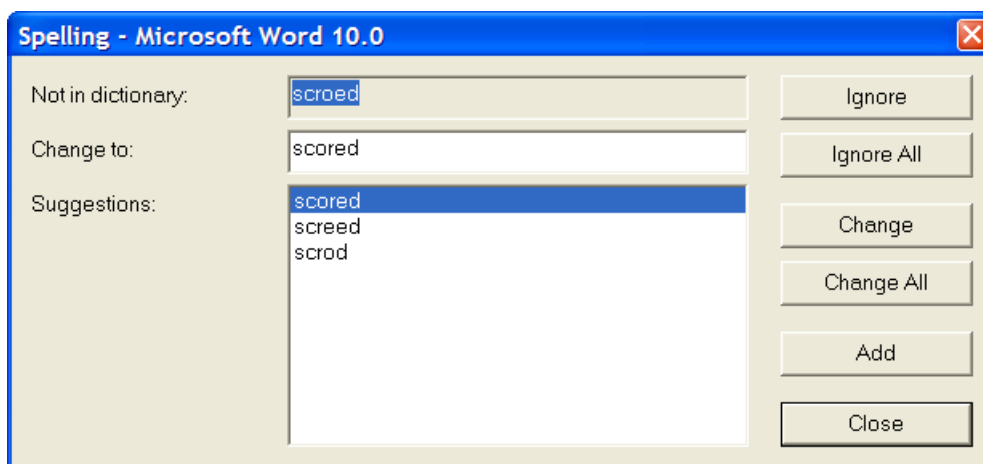 Spelling - Microsoft Word 10.0
Not in dictionary: scroed Ignore
Change to: scored Ignore All
Suggestions: scored
screed Change
scrod
Change All
Add
Close